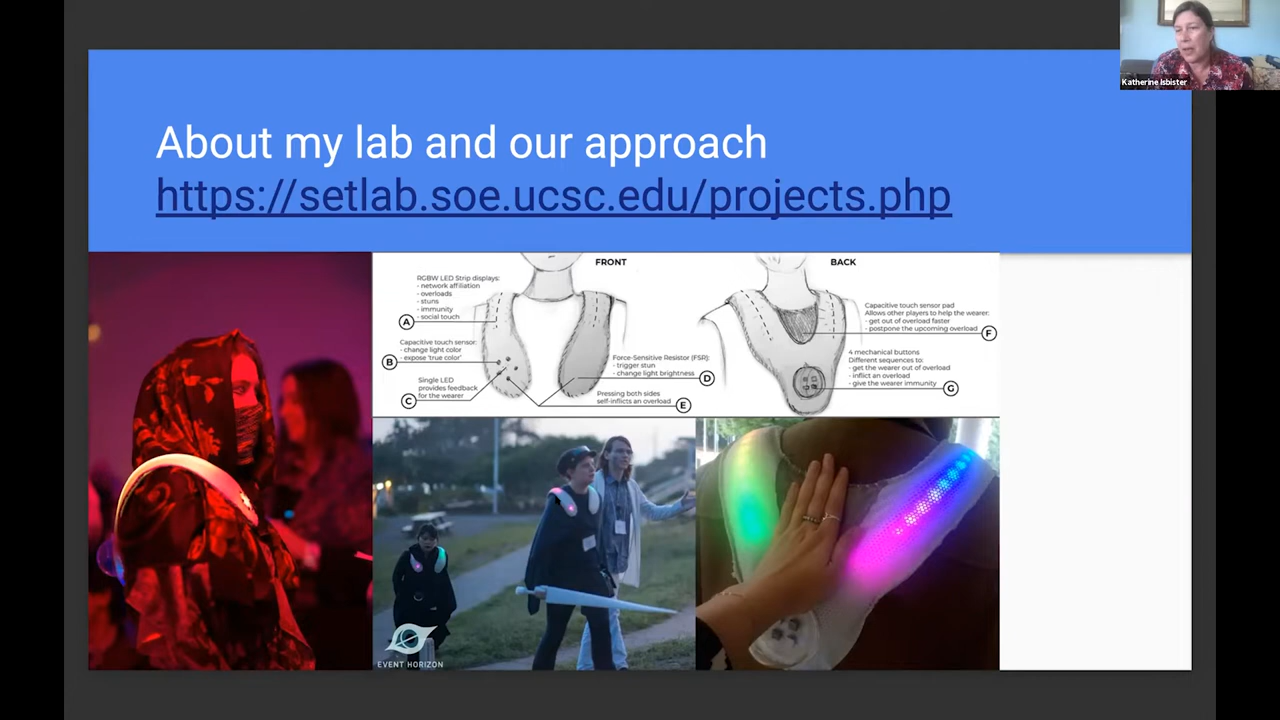 Katherine Isbister
About my lab and our approach
https://setlab.soe.ucsc.edu/projects.php
FRONT
RGBW LED Strip displays:
- network affiliation
- overloads
- stuns
- immunity
- social touch
A
Capacitive touch sensor:
- change light color
- expose 'true color'
B
Single LED
provides feedback
for the wearer
C
Force-Sensitive Resistor (FSR):
- trigger stun
- change light brightness
D
Pressing both sides
self-inflicts an overload
E
BACK
Capacitive touch sensor pad
Allows other players to help the wearer:
- get out of overload faster
- postpone the upcoming overload
F
4 mechanical buttons
Different sequences to:
- get the wearer out of overload
- inflict an overload
- give the wearer immunity
G
EVENT HORIZON